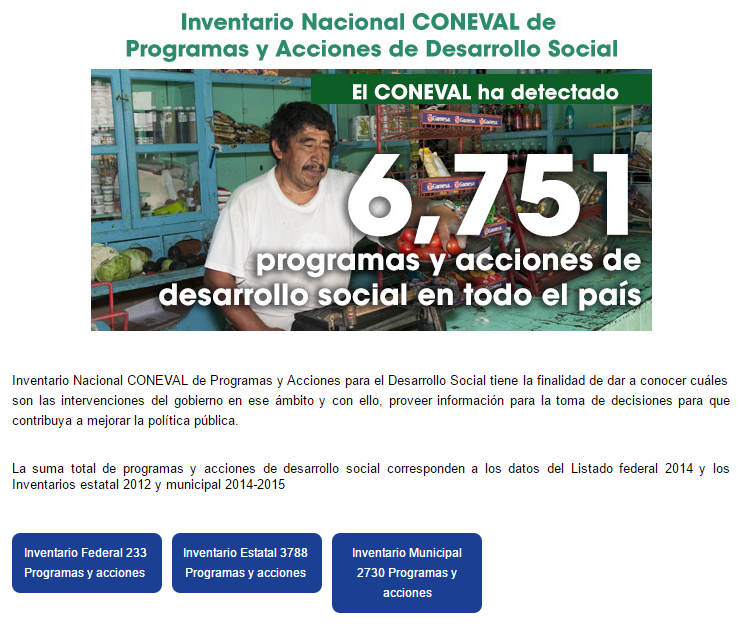 Inventario Nacional CONEVAL de
Programas y Acciones de Desarrollo Social
El CONEVAL ha detectado
6,751
programas y acciones de
desarrollo social en todo el país
Gamesa
Gamesa
Gamesa
Gamesa
Gamesa
Inventario Nacional CONEVAL de Programas y Acciones para el Desarrollo Social tiene la finalidad de dar a conocer cuáles
son las intervenciones del gobierno en ese ámbito y con ello, proveer información para la toma de decisiones para que
contribuya a mejorar la política pública.
La suma total de programas y acciones de desarrollo social corresponden a los datos del Listado federal 2014 y los
Inventarios estatal 2012 y municipal 2014-2015
Inventario Federal 233
Programas y acciones
Inventario Estatal 3788
Programas y acciones
Inventario Municipal
2730 Programas y
acciones